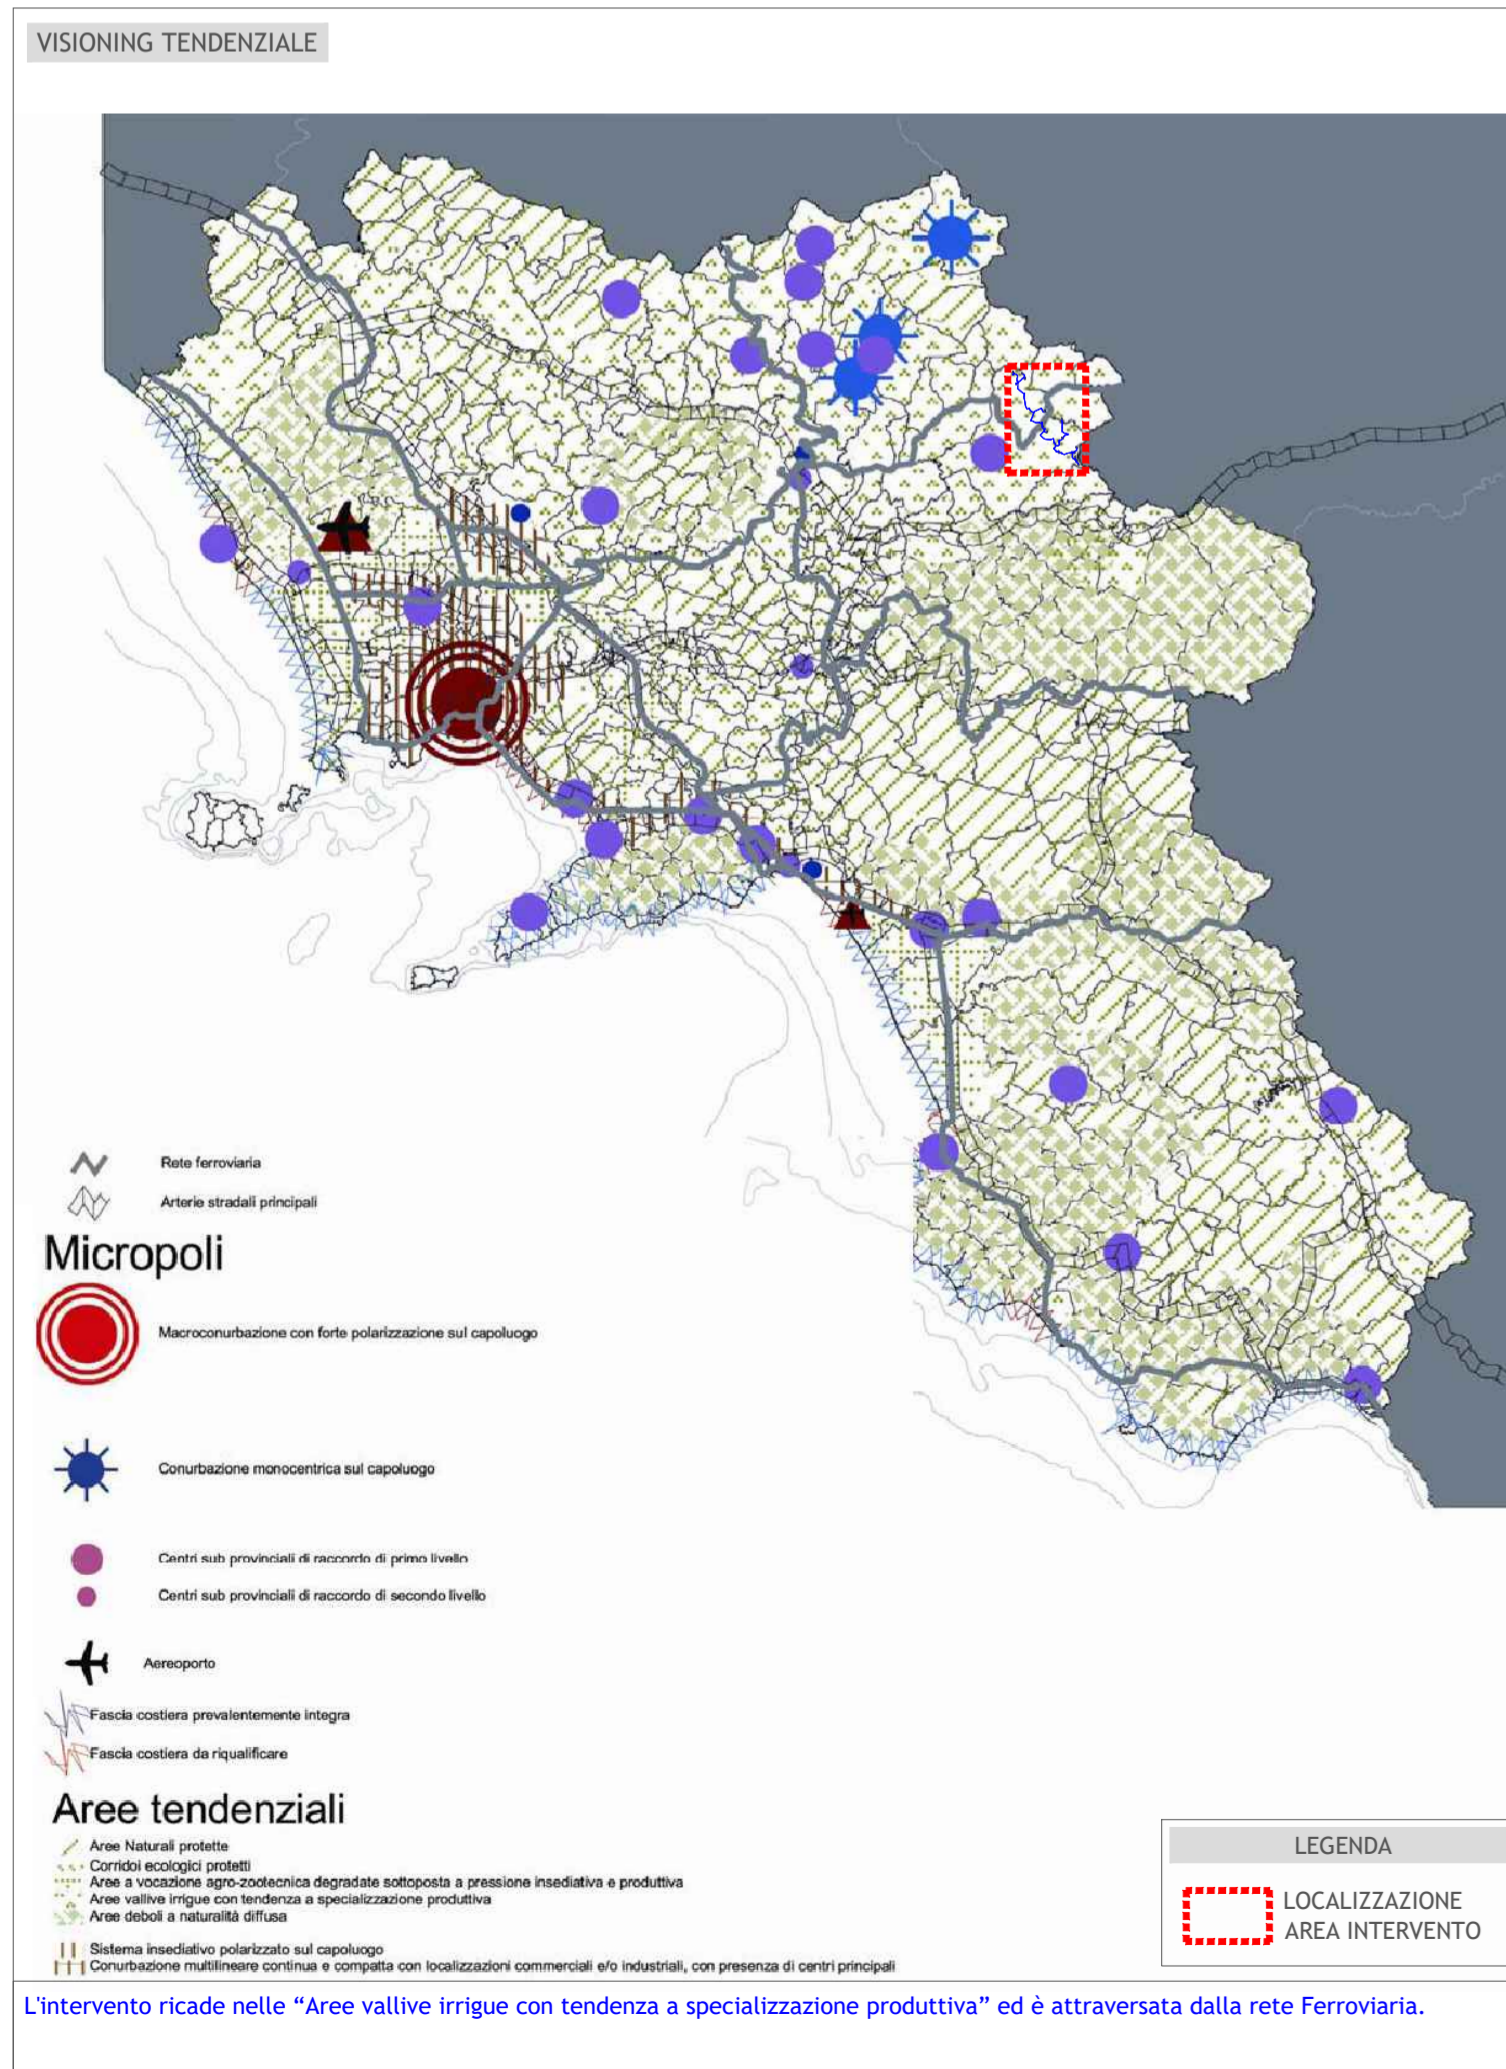 VISIONING TENDENZIALE
Rete ferroviaria
Arterie stradali principali
Micropoli
Macroconurbazione con forte polarizzazione sul capoluogo
Conurbazione monocentrica sul capoluogo
Centri sub provinciali di raccordo di primo livello
Centri sub provinciali di raccordo di secondo livello
Aereoporto
Fascia costiera prevalentemente integra
Fascia costiera da riqualificare
Aree tendenziali
Aree Naturali protette
Corridoi ecologici protetti
Aree a vocazione agro-zootecnica degradate sottoposta a pressione insediativa e produttiva
Aree vallive irrigue con tendenza a specializzazione produttiva
Aree deboli a naturalità diffusa
Sistema insediativo polarizzato sul capoluogo
Conurbazione multilineare continua e compatta con localizzazioni commerciali e/o industriali, con presenza di centri principali
LEGENDA
LOCALIZZAZIONE
AREA INTERVENTO
L'intervento ricade nelle “Aree vallive irrigue con tendenza a specializzazione produttiva” ed è attraversata dalla rete Ferroviaria.